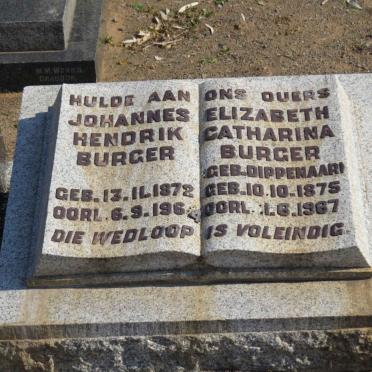 HULDE AAN ONS OUERS
JOHANNES
HENDRIK
BURGER
GEB. 13.11.1872
OORL. 6.9.196
DIE WEDLOOP
ELIZABETH
CATHARINA
BURGER
(GEB. DIPPENAAR)
GEB. 10.10.1875
OORL. 1.6.1967
IS VOLEINDIG